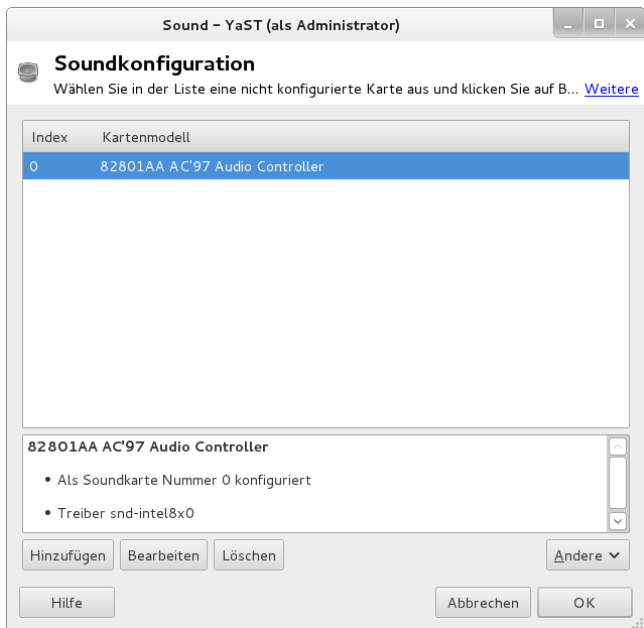 Sound – YaST (als Administrator)
Soundkonfiguration
Wählen Sie in der Liste eine nicht konfigurierte Karte aus und klicken Sie auf B... Weitere
Index Kartenmodell
0 82801AA AC'97 Audio Controller
82801AA AC'97 Audio Controller
• Als Soundkarte Nummer 0 konfiguriert
• Treiber snd-intel8x0
Hinzufügen Bearbeiten Löschen Andere
Hilfe Abbrechen OK